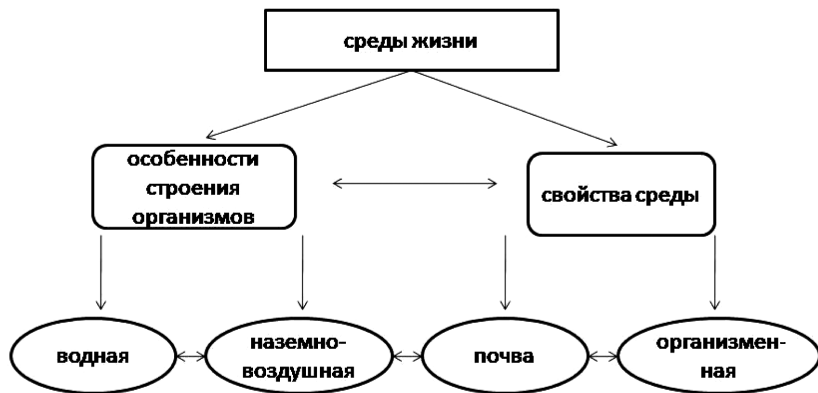 среды жизни
особенности
строения
организмов
свойства среды
водная
наземно-
воздушная
почва
организмен-
ная